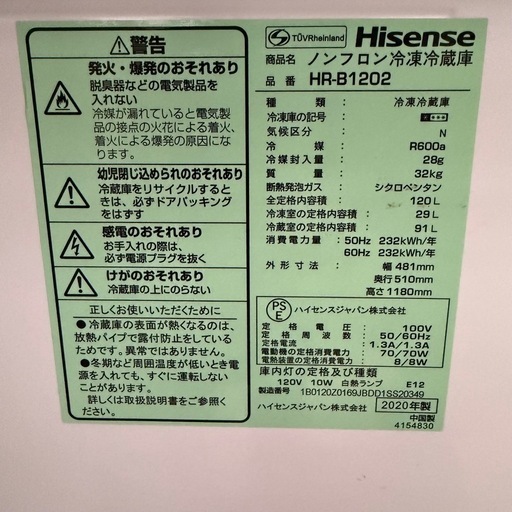 警告
発火・爆発のおそれあり
脱臭器などの電気製品を
入れない
冷媒が漏れていると電気製
品の接点の火花による着火、
着火による爆発の原因にな
ります。
幼児閉じ込められのおそれあり
冷蔵庫をリサイクルすると
きは、必ずドアパッキング
をはずす
感電のおそれあり
お手入れの際は、
必ず電源プラグを抜く
けがのおそれあり
冷蔵庫の上にのらない
正しくお使いいただくために
●冷蔵庫の表面が熱くなるのは、
放熱パイプで露付防止をしている
ためです。異常ではありません。
●冬期など周囲温度が低いとき電
源を入れても、すぐに運転しない
ことがあります。
詳しくは取扱説明書をご参照
ください。
TÜVRheinland
Hisense
商品名 ノンフロン冷凍冷蔵庫
品番 HR-B1202
種類: 冷凍冷蔵庫
冷凍庫の記号:
気候区分: N
冷媒: R600a
冷媒封入量: 28g
質量: 32kg
断熱発泡ガス: シクロペンタン
全定格内容積: 120L
冷凍室の定格内容積: 29L
冷蔵室の定格内容積: 91L
消費電力量: 50Hz 232kWh/年
60Hz 232kWh/年
外形寸法: 幅481mm
奥行510mm
高さ1180mm
PS
E
ハイセンスジャパン株式会社
定格電圧: 100V
定格周波数: 50/60Hz
定格電流: 1.3A/1.3A
電動機の定格消費電力: 70/70W
電熱装置の定格消費電力: 8/8W
庫内灯の定格及び種類
120V 10W 白熱ランプ E12
製造番号: 1B0120Z0169JBDD1SS20349
ハイセンスジャパン株式会社
2020年製
中国製
4154830